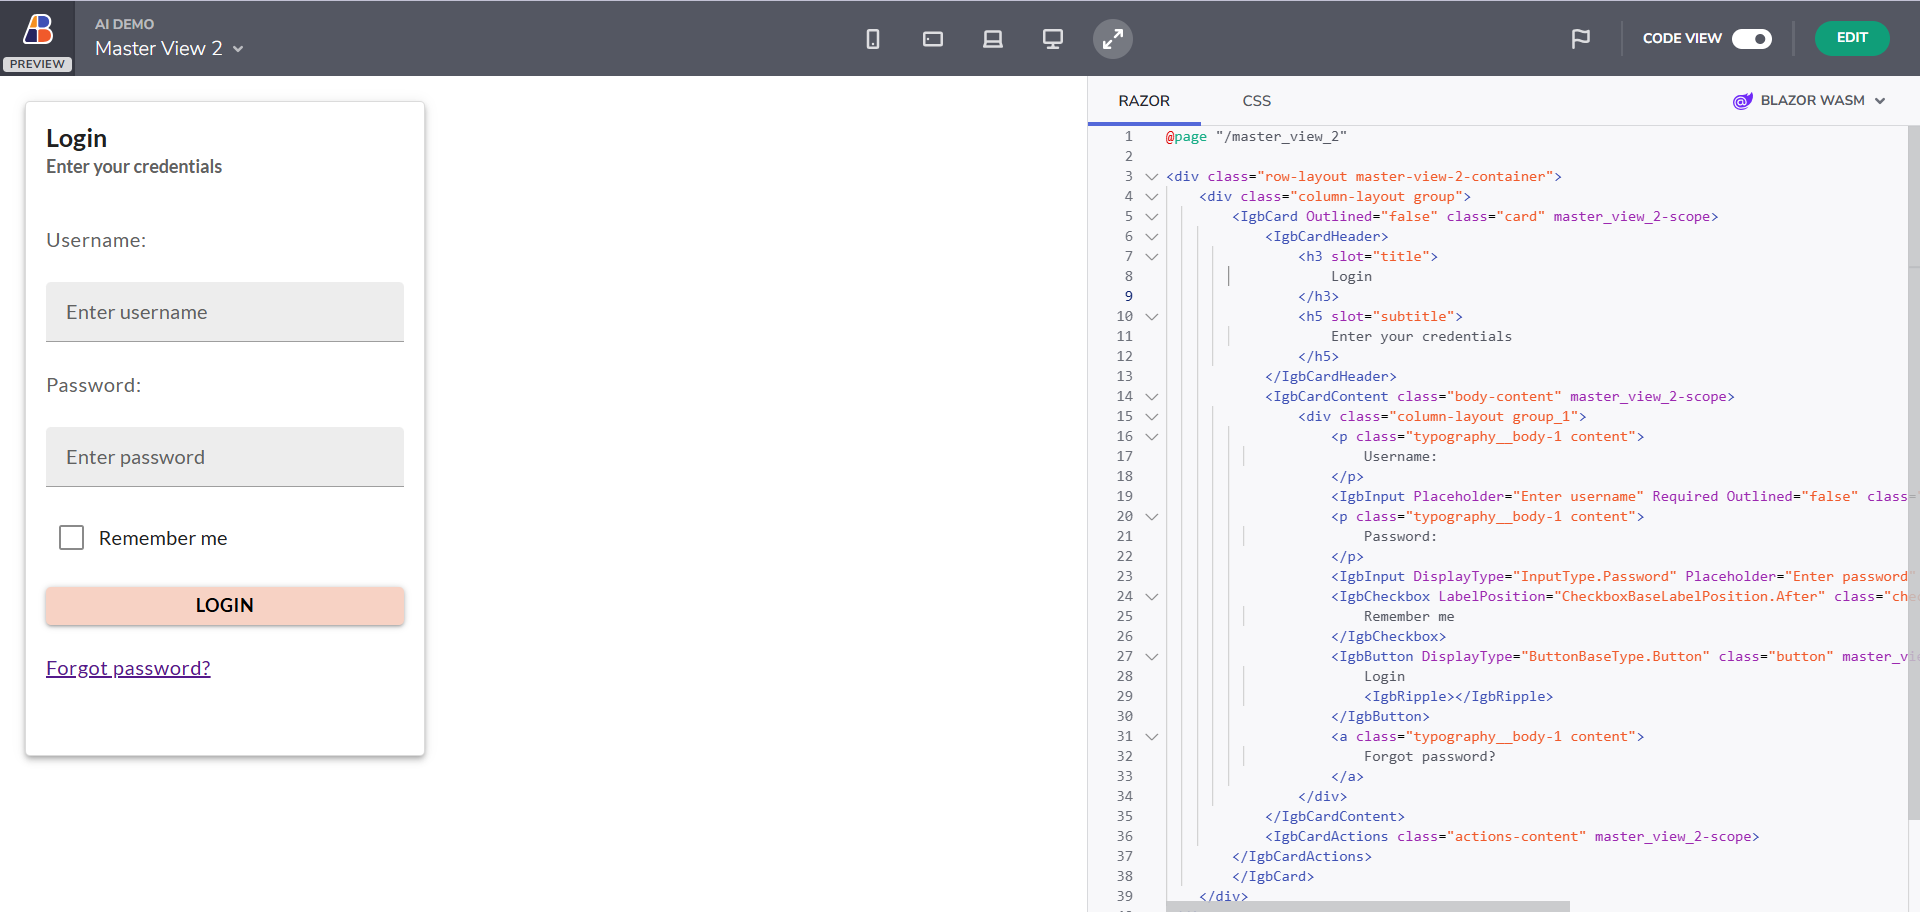 PREVIEW
AI DEMO
Master View 2
CODE VIEW
EDIT
Login
Enter your credentials
Username:
Enter username
Password:
Enter password
Remember me
LOGIN
Forgot password?
RAZOR
CSS
BLAZOR WASM
1 @page "/master_view_2"
2
3 <div class="row-layout master-view-2-container">
4 <div class="column-layout group">
5 <IgbCard Outlined="false" class="card" master_view_2-scope>
6 <IgbCardHeader>
7 <h3 slot="title">
8 Login
9 </h3>
10 <h5 slot="subtitle">
11 Enter your credentials
12 </h5>
13 </IgbCardHeader>
14 <IgbCardContent class="body-content" master_view_2-scope>
15 <div class="column-layout group_1">
16 <p class="typography__body-1 content">
17 Username:
18 </p>
19 <IgbInput Placeholder="Enter username" Required Outlined="false" class=
20 <p class="typography__body-1 content">
21 Password:
22 </p>
23 <IgbInput DisplayType="InputType.Password" Placeholder="Enter password"
24 <IgbCheckbox LabelPosition="CheckboxBaseLabelPosition.After" class="che
25 Remember me
26 </IgbCheckbox>
27 <IgbButton DisplayType="ButtonBaseType.Button" class="button" master_vi
28 Login
29 <IgbRipple></IgbRipple>
30 </IgbButton>
31 <a class="typography__body-1 content">
32 Forgot password?
33 </a>
34 </div>
35 </IgbCardContent>
36 <IgbCardActions class="actions-content" master_view_2-scope>
37 </IgbCardActions>
38 </IgbCard>
39 </div>